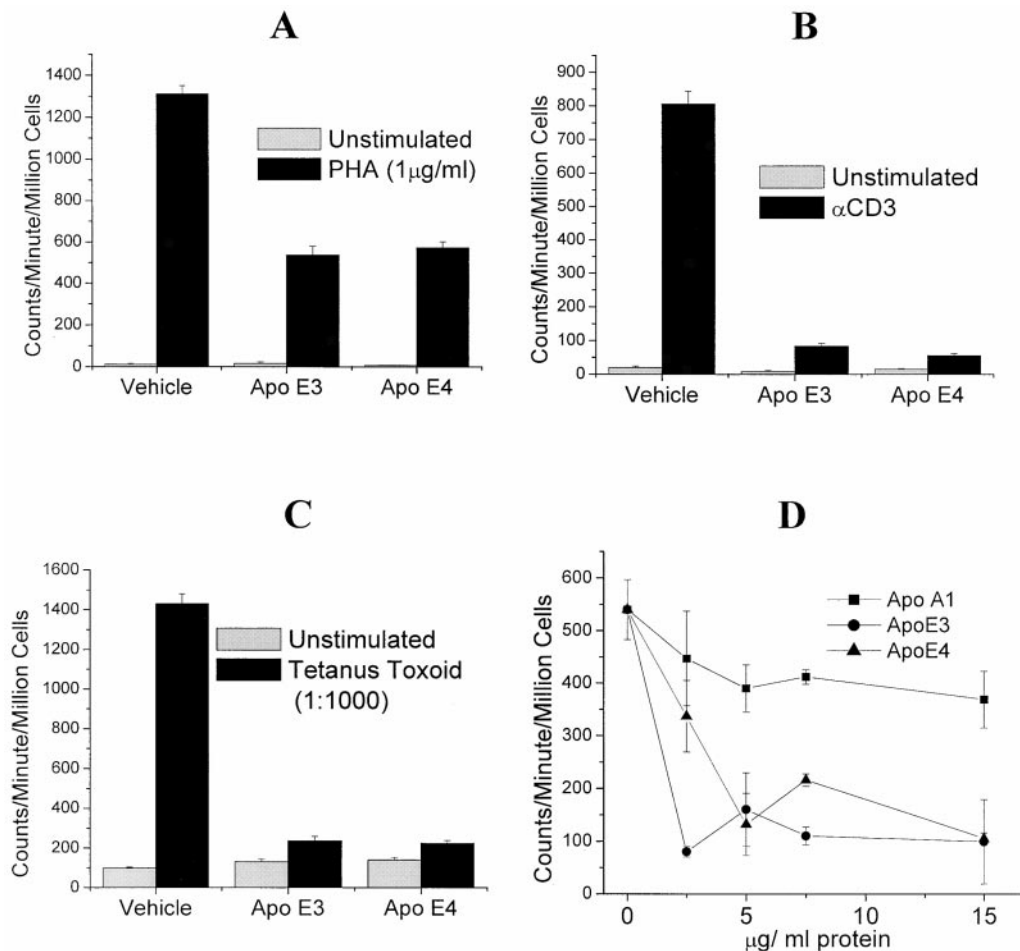 A
Counts/Minute/Million Cells
1400
1200
1000
800
600
400
200
0
Unstimulated
PHA (1µg/ml)
Vehicle
Apo E3
Apo E4
B
Counts/Minute/Million Cells
900
800
700
600
500
400
300
200
100
0
Unstimulated
αCD3
Vehicle
Apo E3
Apo E4
C
Counts/Minute/Million Cells
1600
1400
1200
1000
800
600
400
200
0
Unstimulated
Tetanus Toxoid
(1:1000)
Vehicle
Apo E3
Apo E4
D
Counts/Minute/Million Cells
600
500
400
300
200
100
0
Apo A1
ApoE3
ApoE4
0
5
10
15
µg/ ml protein